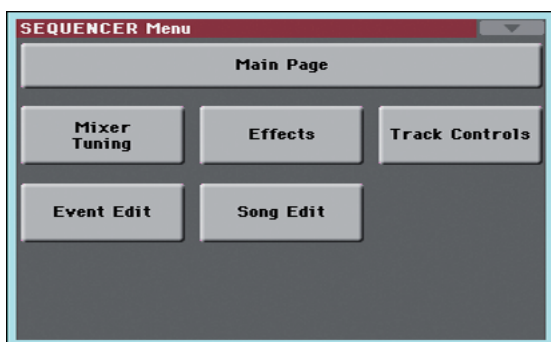 SEQUENCER Menu
Main Page
Mixer
Tuning
Effects
Track Controls
Event Edit
Song Edit